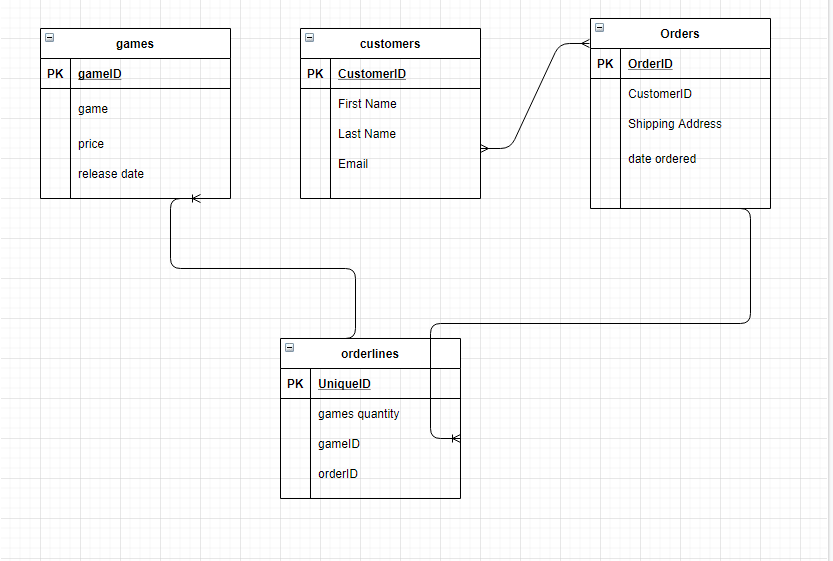 games
PK gameID
game
price
release date
customers
PK CustomerID
First Name
Last Name
Email
Orders
PK OrderID
CustomerID
Shipping Address
date ordered
orderlines
PK UniqueID
games quantity
gameID
orderID